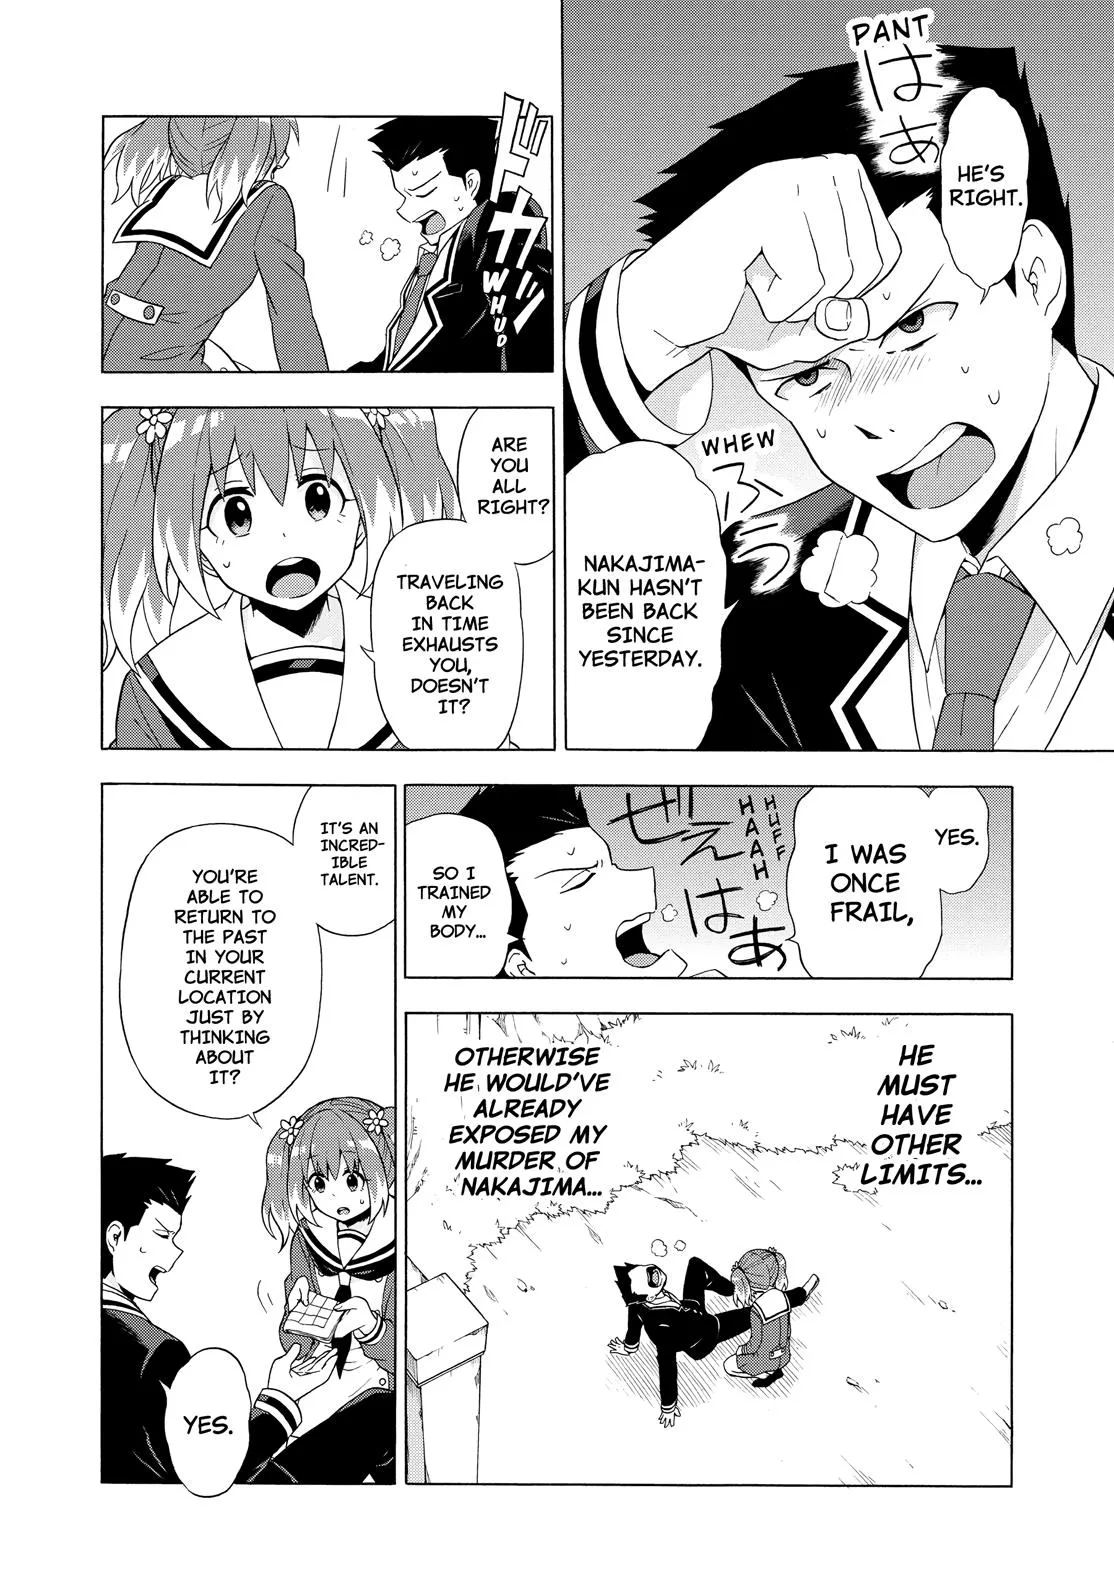 PANT
はぁ
HE'S
RIGHT.
WHEW
ふぅ
NAKAJIMA-
KUN HASN'T
BEEN BACK
SINCE
YESTERDAY.
ドサッ
WHUD
ARE
YOU
ALL
RIGHT?
TRAVELING
BACK
IN TIME
EXHAUSTS
YOU,
DOESN'T
IT?
YES.
I WAS
ONCE
FRAIL,
HUFF
HAAH
ぜぇ
はぁ
SO I
TRAINED
MY
BODY...
IT'S AN
INCRED-
IBLE
TALENT.
YOU'RE
ABLE TO
RETURN TO
THE PAST
IN YOUR
CURRENT
LOCATION
JUST BY
THINKING
ABOUT
IT?
YES.
HE
MUST
HAVE
OTHER
LIMITS...
OTHERWISE
HE WOULD'VE
ALREADY
EXPOSED MY
MURDER OF
NAKAJIMA...